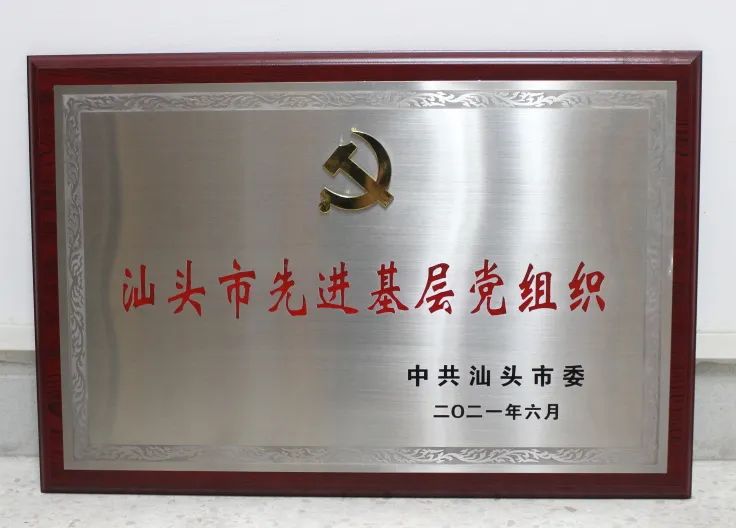 汕头市先进基层党组织
中共汕头市委
二〇二一年六月